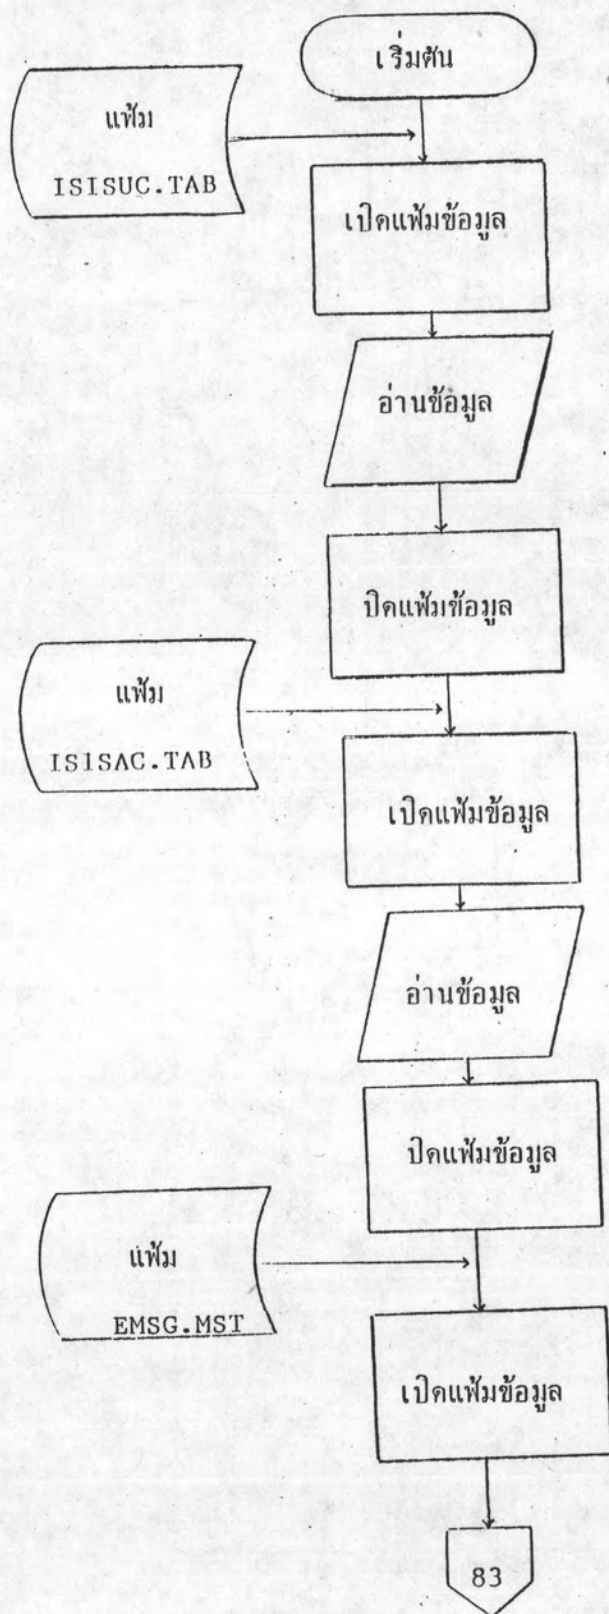 เริ่มต้น
แฟ้ม
ISISUC.TAB
เปิดแฟ้มข้อมูล
อ่านข้อมูล
ปิดแฟ้มข้อมูล
แฟ้ม
ISISAC.TAB
เปิดแฟ้มข้อมูล
อ่านข้อมูล
ปิดแฟ้มข้อมูล
แฟ้ม
EMSG.MST
เปิดแฟ้มข้อมูล
83